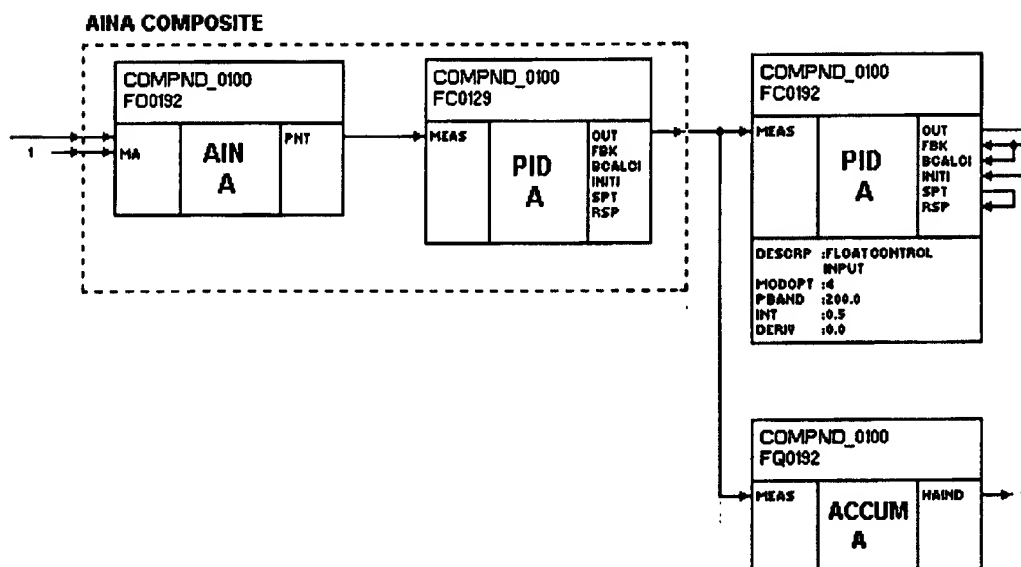 AINA COMPOSITE
COMPND_0100
FO0192
MA
AIN
A
PNT
1
COMPND_0100
FC0129
MEAS
PID
A
OUT
FBK
BCALCI
INITI
SPT
RSP
COMPND_0100
FC0192
MEAS
PID
A
OUT
FBK
BCALCI
INITI
SPT
RSP
DESCRP :FLOAT CONTROL
INPUT
MODOPT :4
PBAND :200.0
INT :0.5
DERIV :0.0
COMPND_0100
FQ0192
MEAS
ACCUM
A
HAIND